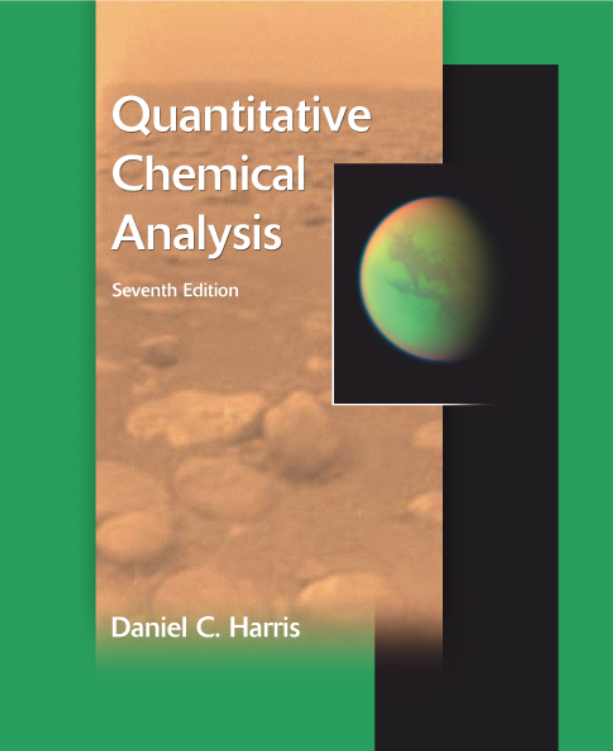 Quantitative
Chemical
Analysis
Seventh Edition
Daniel C. Harris